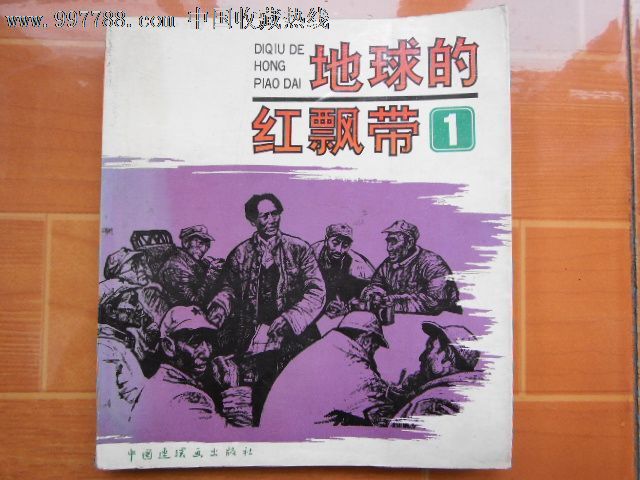 www.997788.com 中国收藏热线
DIQIU DE
HONG
PIAO DAI
地球的
红飘带 1
中国连环画出版社